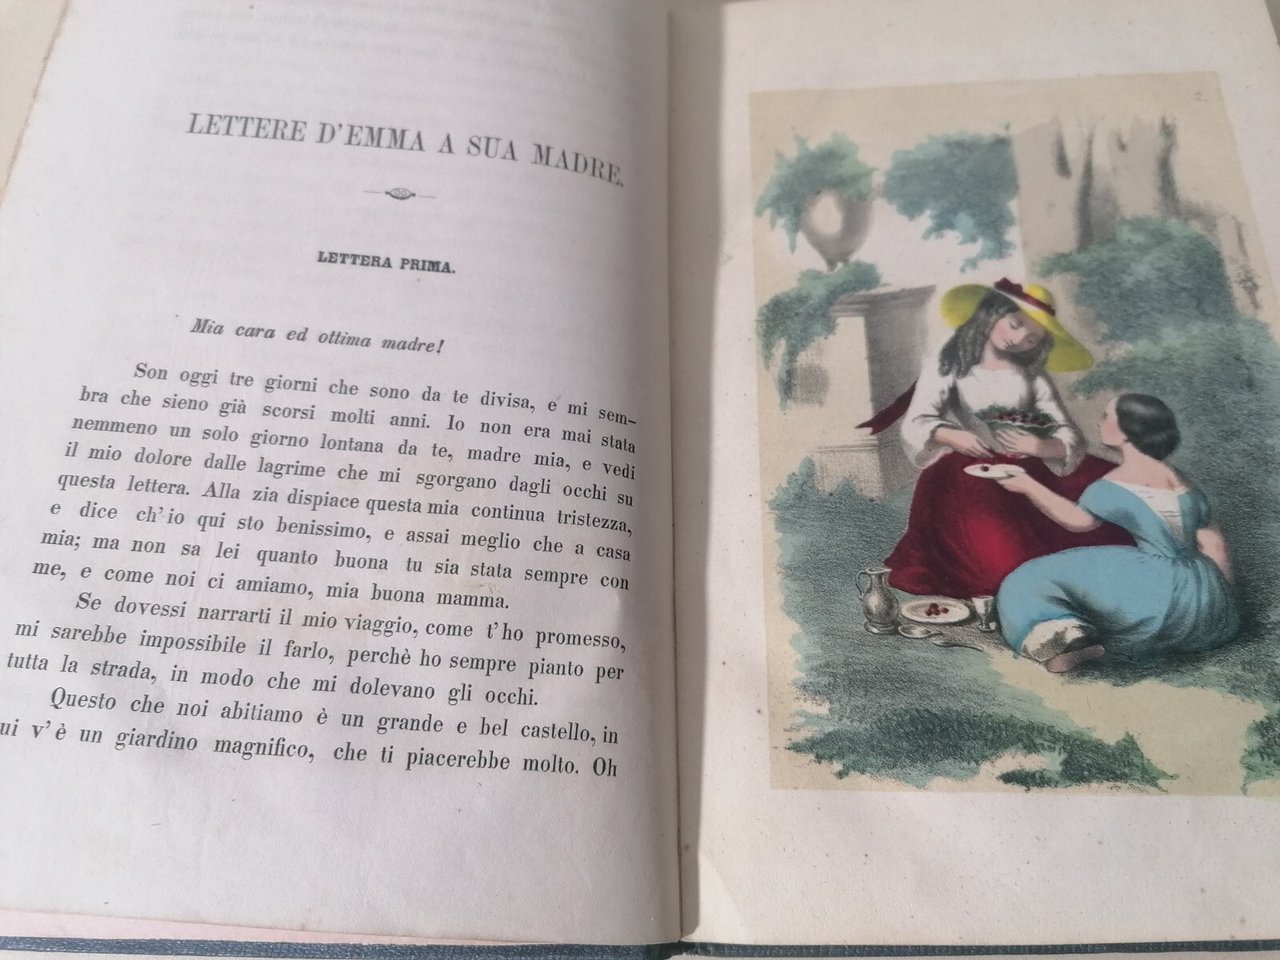 LETTERE D'EMMA A SUA MADRE.
LETTERA PRIMA.
Mia cara ed ottima madre!
Son oggi tre giorni che sono da te divisa, e mi sem-
bra che sieno già scorsi molti anni. Io non era mai stata
nemmeno un solo giorno lontana da te, madre mia, e vedi
il mio dolore dalle lagrime che mi sgorgano dagli occhi su
questa lettera. Alla zia dispiace questa mia continua tristezza,
e dice ch'io qui sto benissimo, e assai meglio che a casa
mia; ma non sa lei quanto buona tu sia stata sempre con
me, e come noi ci amiamo, mia buona mamma.
Se dovessi narrarti il mio viaggio, come t'ho promesso,
mi sarebbe impossibile il farlo, perchè ho sempre pianto per
tutta la strada, in modo che mi dolevano gli occhi.
Questo che noi abitiamo è un grande e bel castello, in
ui v'è un giardino magnifico, che ti piacerebbe molto. Oh